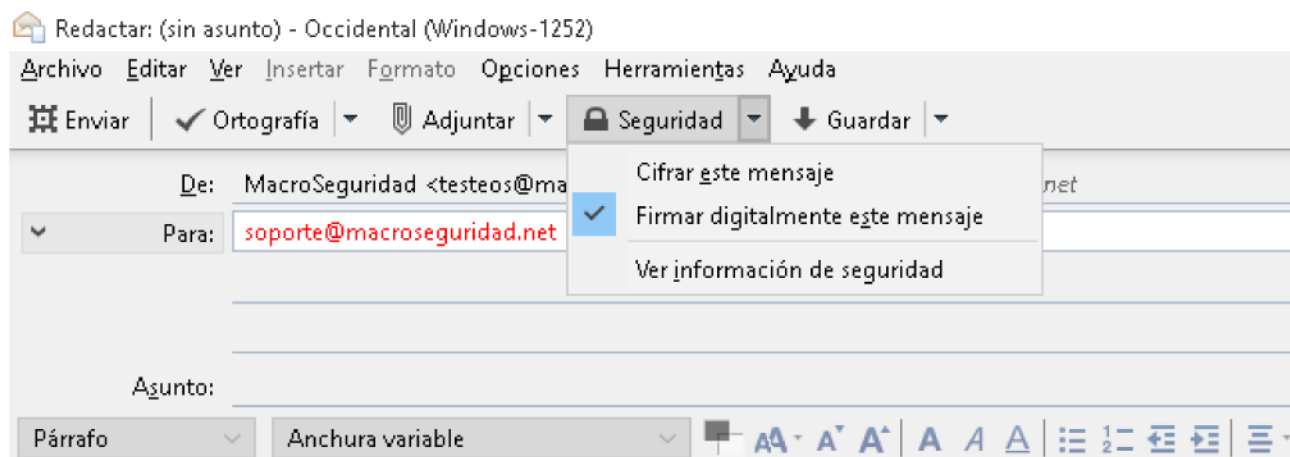 Redactar: (sin asunto) - Occidental (Windows-1252)
Archivo Editar Ver Insertar Formato Opciones Herramientas Ayuda
Enviar Ortografía Adjuntar Seguridad Guardar
Cifrar este mensaje
De: MacroSeguridad <testeos@ma net
Firmar digitalmente este mensaje
Para: soporte@macroseguridad.net
Ver información de seguridad
Asunto:
Párrafo Anchura variable